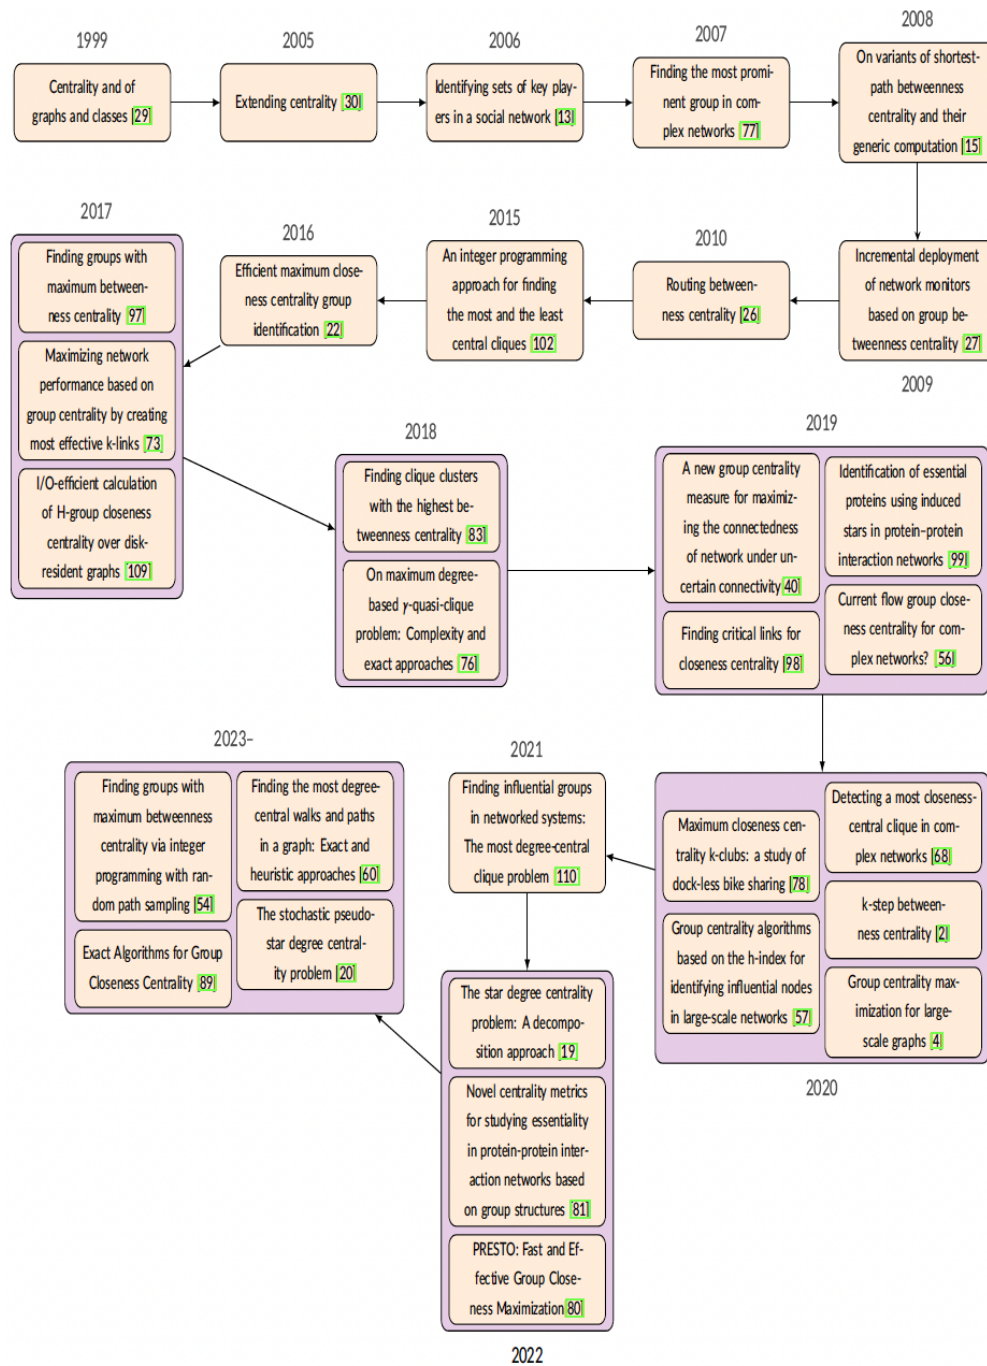 1999
Centrality and of
graphs and classes [29]
2005
Extending centrality [30]
2006
Identifying sets of key play-
ers in a social network [13]
2007
Finding the most promi-
nent group in com-
plex networks [77]
2008
On variants of shortest-
path betweenness
centrality and their
generic computation [15]
Incremental deployment
of network monitors
based on group be-
tweenness centrality [27]
2009
2010
Routing between-
ness centrality [26]
2015
An integer programming
approach for finding
the most and the least
central cliques [102]
2016
Efficient maximum close-
ness centrality group
identification [22]
2017
Finding groups with
maximum between-
ness centrality [97]
Maximizing network
performance based on
group centrality by creating
most effective k-links [73]
I/O-efficient calculation
of H-group closeness
centrality over disk-
resident graphs [109]
2018
Finding clique clusters
with the highest be-
tweenness centrality [83]
On maximum degree-
based γ-quasi-clique
problem: Complexity and
exact approaches [76]
2019
A new group centrality
measure for maximiz-
ing the connectedness
of network under un-
certain connectivity [40]
Finding critical links for
closeness centrality [98]
Identification of essential
proteins using induced
stars in protein–protein
interaction networks [99]
Current flow group close-
ness centrality for com-
plex networks? [56]
Maximum closeness cen-
trality k-clubs: a study of
dock-less bike sharing [78]
Group centrality algorithms
based on the h-index for
identifying influential nodes
in large-scale networks [57]
Detecting a most closeness-
central clique in com-
plex networks [68]
k-step between-
ness centrality [2]
Group centrality max-
imization for large-
scale graphs [4]
2020
2021
Finding influential groups
in networked systems:
The most degree-central
clique problem [110]
The star degree centrality
problem: A decompo-
sition approach [19]
Novel centrality metrics
for studying essentiality
in protein-protein inter-
action networks based
on group structures [81]
PRESTO: Fast and Ef-
fective Group Close-
ness Maximization [80]
2022
2023–
Finding groups with
maximum betweenness
centrality via integer
programming with ran-
dom path sampling [54]
Exact Algorithms for Group
Closeness Centrality [89]
Finding the most degree-
central walks and paths
in a graph: Exact and
heuristic approaches [60]
The stochastic pseudo-
star degree central-
ity problem [20]